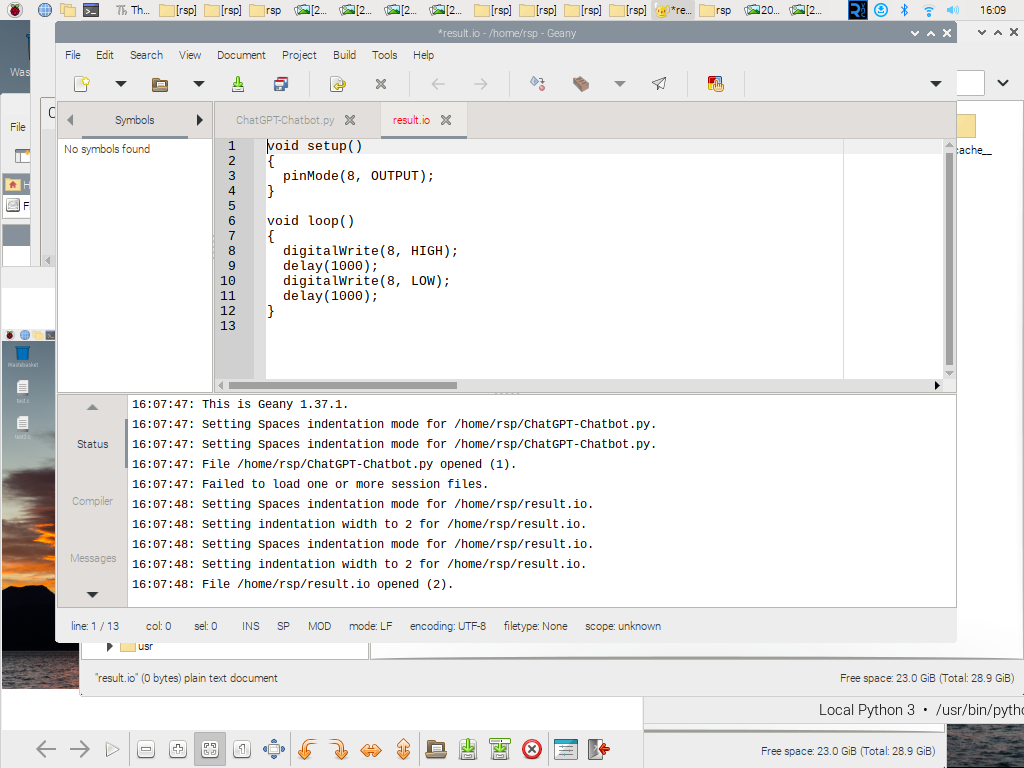 Th... [rsp] [rsp] rsp [2... [2... [2... [2... [rsp] [rsp] [rsp] [rsp] *re... rsp 20... [2... 16:09
*result.io - /home/rsp - Geany
File Edit Search View Document Project Build Tools Help
Was
File
Symbols
ChatGPT-Chatbot.py
result.io
No symbols found
cache__
1 void setup()
2 {
3   pinMode(8, OUTPUT);
4 }
5
6 void loop()
7 {
8   digitalWrite(8, HIGH);
9   delay(1000);
10   digitalWrite(8, LOW);
11   delay(1000);
12 }
13
Wastebasket
Status
Compiler
Messages
16:07:47: This is Geany 1.37.1.
16:07:47: Setting Spaces indentation mode for /home/rsp/ChatGPT-Chatbot.py.
16:07:47: Setting Spaces indentation mode for /home/rsp/ChatGPT-Chatbot.py.
16:07:47: File /home/rsp/ChatGPT-Chatbot.py opened (1).
16:07:47: Failed to load one or more session files.
16:07:48: Setting Spaces indentation mode for /home/rsp/result.io.
16:07:48: Setting indentation width to 2 for /home/rsp/result.io.
16:07:48: Setting Spaces indentation mode for /home/rsp/result.io.
16:07:48: Setting indentation width to 2 for /home/rsp/result.io.
16:07:48: File /home/rsp/result.io opened (2).
line: 1 / 13 col: 0 sel: 0 INS SP MOD mode: LF encoding: UTF-8 filetype: None scope: unknown
usr
"result.io" (0 bytes) plain text document
Free space: 23.0 GiB (Total: 28.9 GiB)
Local Python 3 • /usr/bin/pytho
Free space: 23.0 GiB (Total: 28.9 GiB)